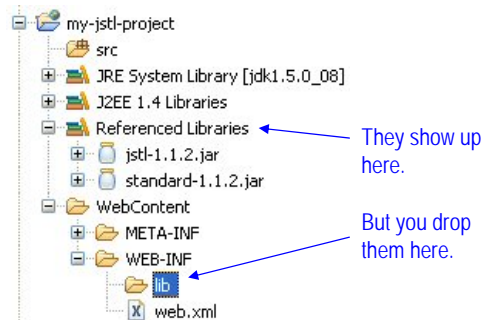 my-jstl-project
src
JRE System Library [jdk1.5.0_08]
J2EE 1.4 Libraries
Referenced Libraries
They show up
here.
jstl-1.1.2.jar
standard-1.1.2.jar
WebContent
But you drop
them here.
META-INF
WEB-INF
lib
web.xml